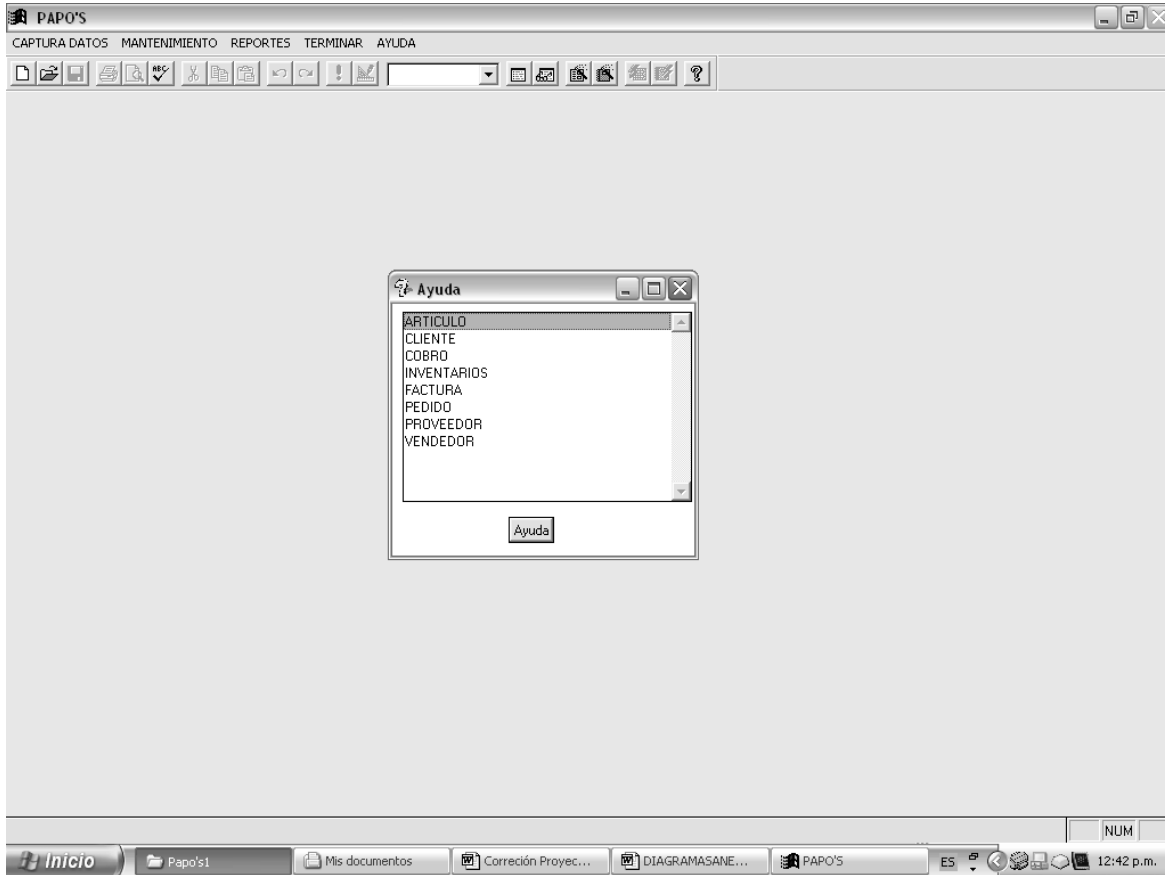 PAPO'S
CAPTURA DATOS MANTENIMIENTO REPORTES TERMINAR AYUDA
ABC
Ayuda
ARTICULO
CLIENTE
COBRO
INVENTARIOS
FACTURA
PEDIDO
PROVEEDOR
VENDEDOR
Ayuda
NUM
Inicio Papo's1 Mis documentos Correción Proyec... DIAGRAMASANE... PAPO'S ES 12:42 p.m.